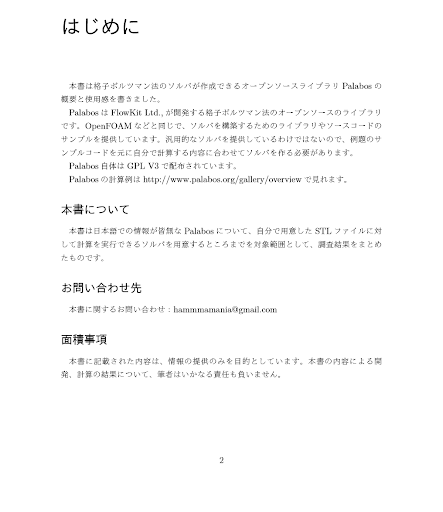 はじめに
本書は格子ボルツマン法のソルバが作成できるオープンソースライブラリ Palabos の
概要と使用感を書きました。
Palabos は FlowKit Ltd., が開発する格子ボルツマン法のオープンソースのライブラリ
です。OpenFOAM などと同じで、ソルバを構築するためのライブラリやソースコードの
サンプルを提供しています。汎用的なソルバを提供しているわけではないので、例題のサ
ンプルコードを元に自分で計算する内容に合わせてソルバを作る必要があります。
Palabos 自体は GPL V3 で配布されています。
Palabos の計算例は http://www.palabos.org/gallery/overview で見れます。
本書について
本書は日本語での情報が皆無な Palabos について、自分で用意した STL ファイルに対
して計算を実行できるソルバを用意するところまでを対象範囲として、調査結果をまとめ
たものです。
お問い合わせ先
本書に関するお問い合わせ：hammmamania@gmail.com
面積事項
本書に記載された内容は、情報の提供のみを目的としています。本書の内容による開
発、計算の結果について、筆者はいかなる責任も負いません。
2